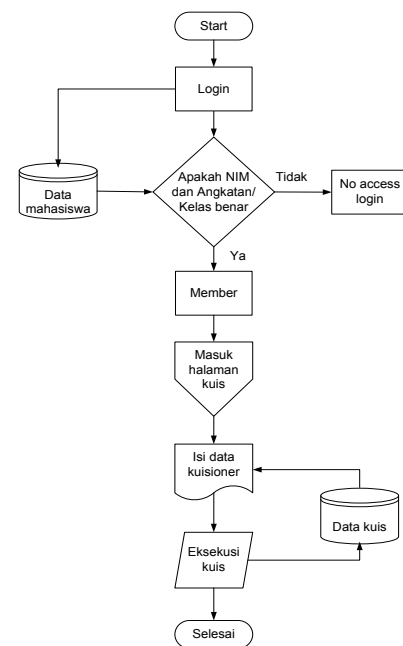 Start
Login
Data
mahasiswa
Apakah NIM
dan Angkatan/
Kelas benar
Tidak
No access
login
Ya
Member
Masuk
halaman
kuis
Isi data
kuisioner
Data kuis
Eksekusi
kuis
Selesai